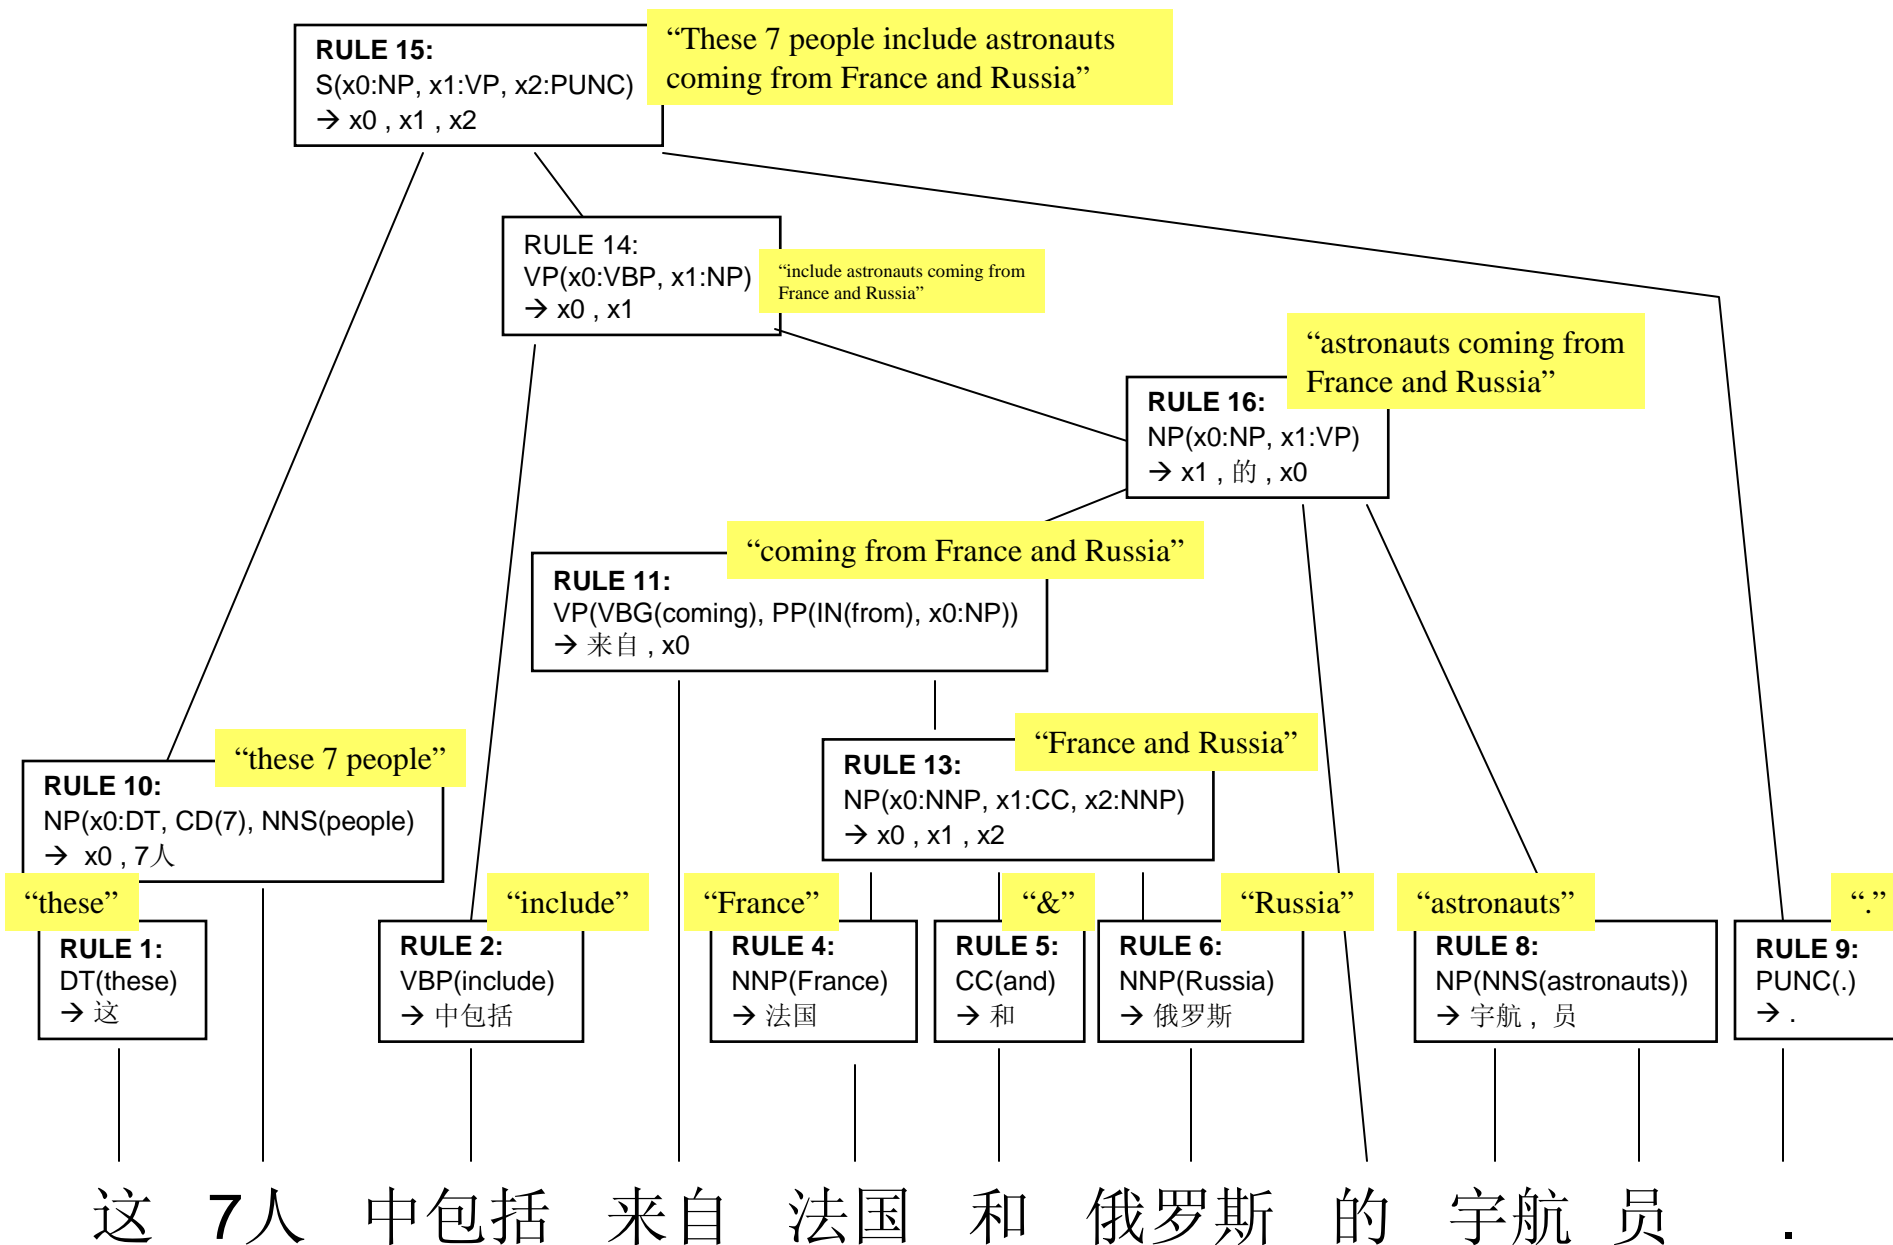 RULE 15:
S(x0:NP, x1:VP, x2:PUNC)
→ x0 , x1 , x2
“These 7 people include astronauts
coming from France and Russia”
RULE 14:
VP(x0:VBP, x1:NP)
→ x0 , x1
“include astronauts coming from
France and Russia”
“astronauts coming from
France and Russia”
RULE 16:
NP(x0:NP, x1:VP)
→ x1 , 的 , x0
“coming from France and Russia”
RULE 11:
VP(VBG(coming), PP(IN(from), x0:NP))
→ 来自 , x0
“these 7 people”
RULE 10:
NP(x0:DT, CD(7), NNS(people)
→ x0 , 7人
“France and Russia”
RULE 13:
NP(x0:NNP, x1:CC, x2:NNP)
→ x0 , x1 , x2
“these”
RULE 1:
DT(these)
→ 这
“include”
RULE 2:
VBP(include)
→ 中包括
“France”
RULE 4:
NNP(France)
→ 法国
“&”
RULE 5:
CC(and)
→ 和
“Russia”
RULE 6:
NNP(Russia)
→ 俄罗斯
“astronauts”
RULE 8:
NP(NNS(astronauts))
→ 宇航 , 员
“.”
RULE 9:
PUNC(.)
→ .
这 7人 中包括 来自 法国 和 俄罗斯 的 宇航 员 .